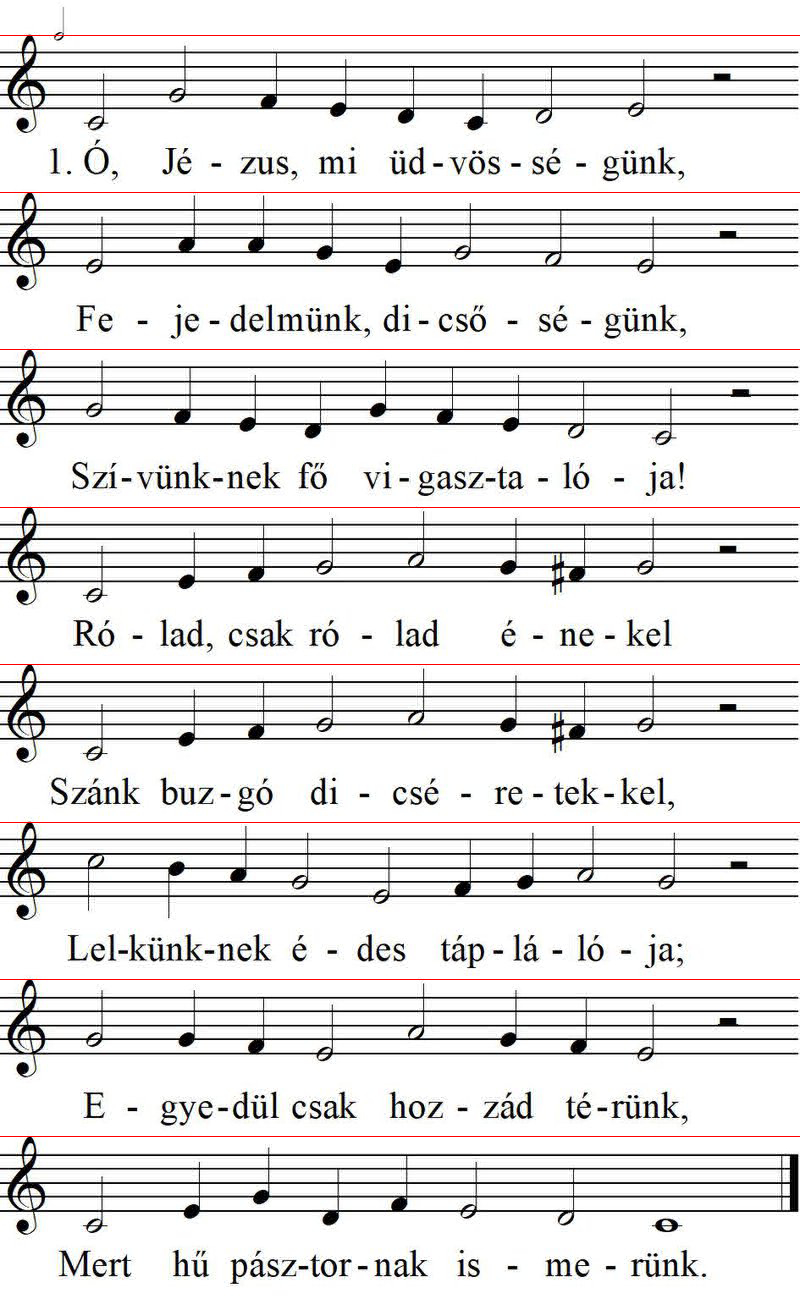 1. Ó, Jé - zus, mi üd - vös - sé - günk,
Fe - je - delmünk, di - cső - sé - günk,
Szí - vünk - nek fő vi - gasz - ta - ló - ja!
Ró - lad, csak ró - lad é - ne - kel
Szánk buz - gó di - csé - re - tek - kel,
Lel - künk - nek é - des táp - lá - ló - ja;
E - gye - dül csak hoz - zád té - rünk,
Mert hű pász - tor - nak is - me - rünk.